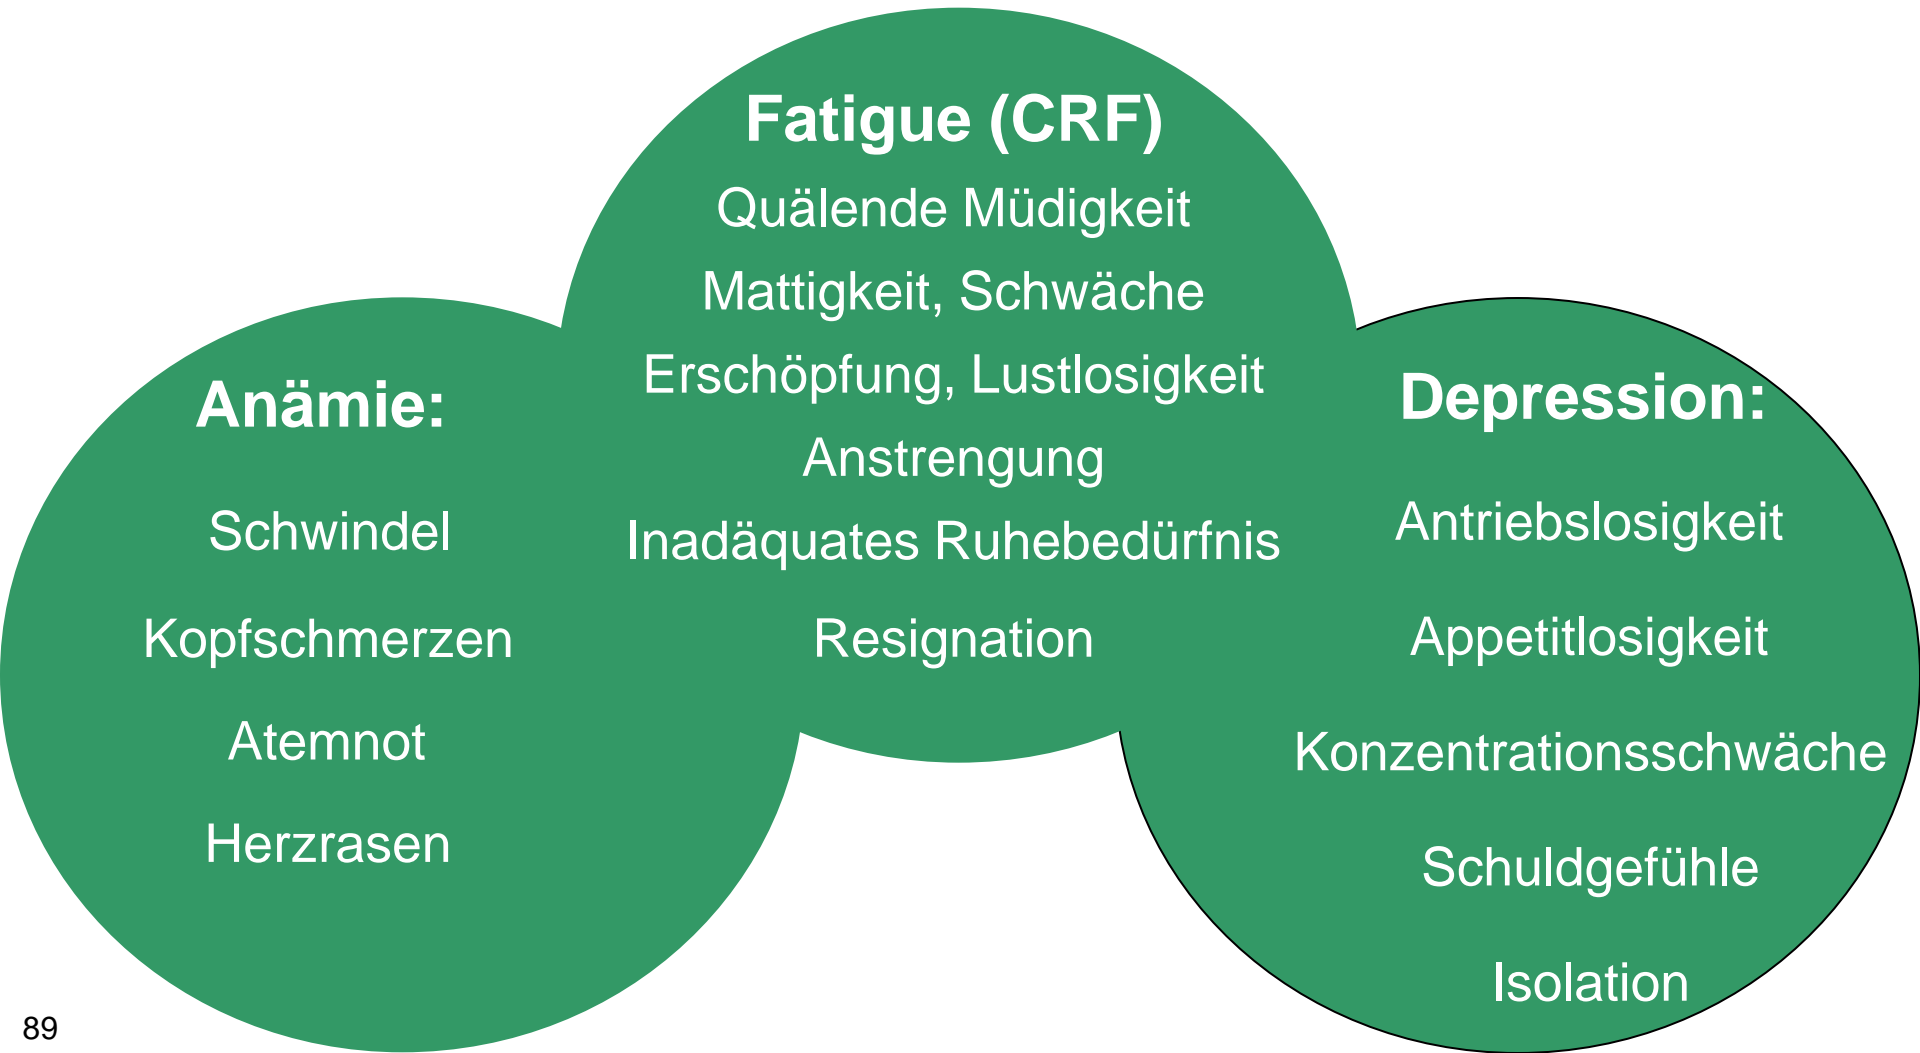 Fatigue (CRF)
Quälende Müdigkeit
Mattigkeit, Schwäche
Erschöpfung, Lustlosigkeit
Anstrengung
Inadäquates Ruhebedürfnis
Resignation
Anämie:
Schwindel
Kopfschmerzen
Atemnot
Herzrasen
Depression:
Antriebslosigkeit
Appetitlosigkeit
Konzentrationsschwäche
Schuldgefühle
Isolation
89